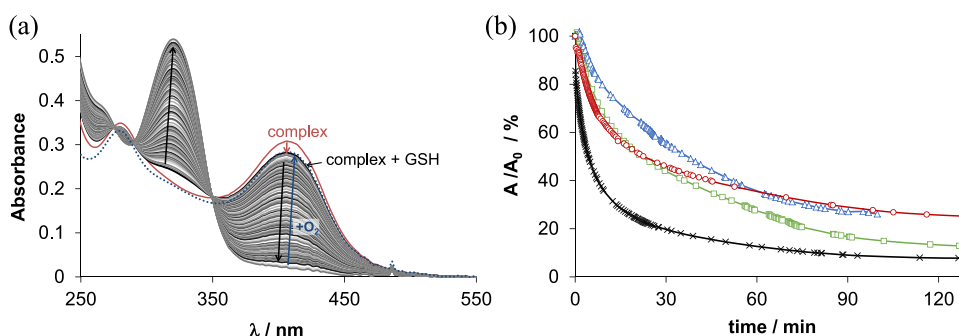 (a)
Absorbance
0.5
0.4
0.3
0.2
0.1
0
complex
complex + GSH
+O₂
250
350
450
550
λ / nm
(b)
A /A₀ / %
100
80
60
40
20
0
0
30
60
90
120
time / min